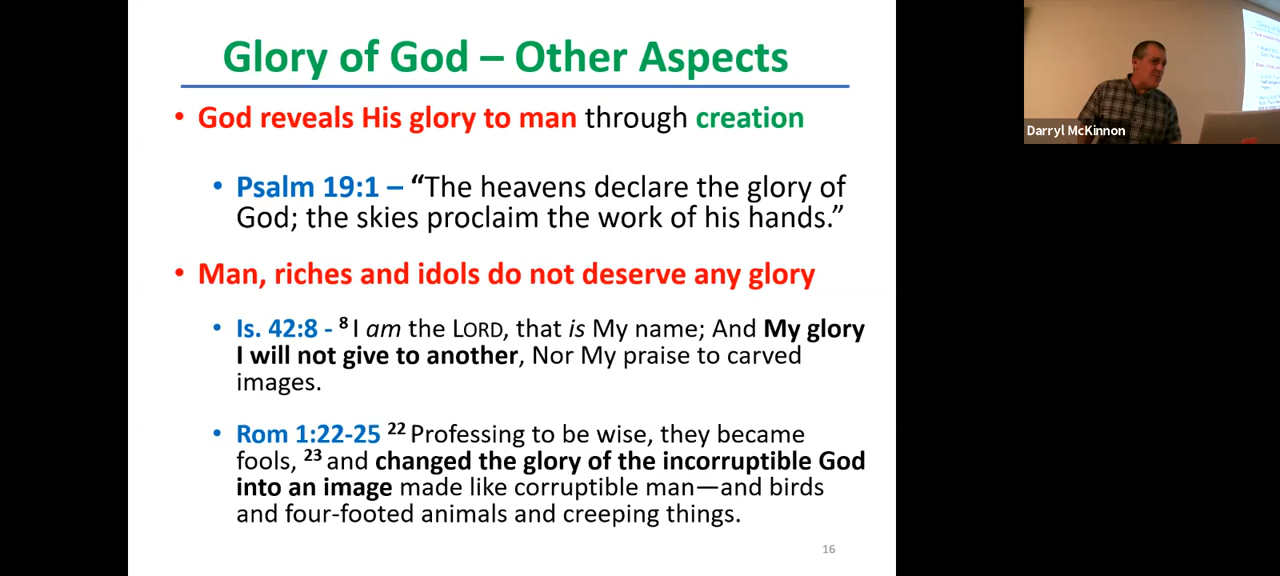 Glory of God – Other Aspects
• God reveals His glory to man through creation
• Psalm 19:1 – “The heavens declare the glory of
God; the skies proclaim the work of his hands.”
• Man, riches and idols do not deserve any glory
• Is. 42:8 - 8 I am the LORD, that is My name; And My glory
I will not give to another, Nor My praise to carved
images.
• Rom 1:22-25 22 Professing to be wise, they became
fools, 23 and changed the glory of the incorruptible God
into an image made like corruptible man—and birds
and four-footed animals and creeping things.
16
Darryl McKinnon